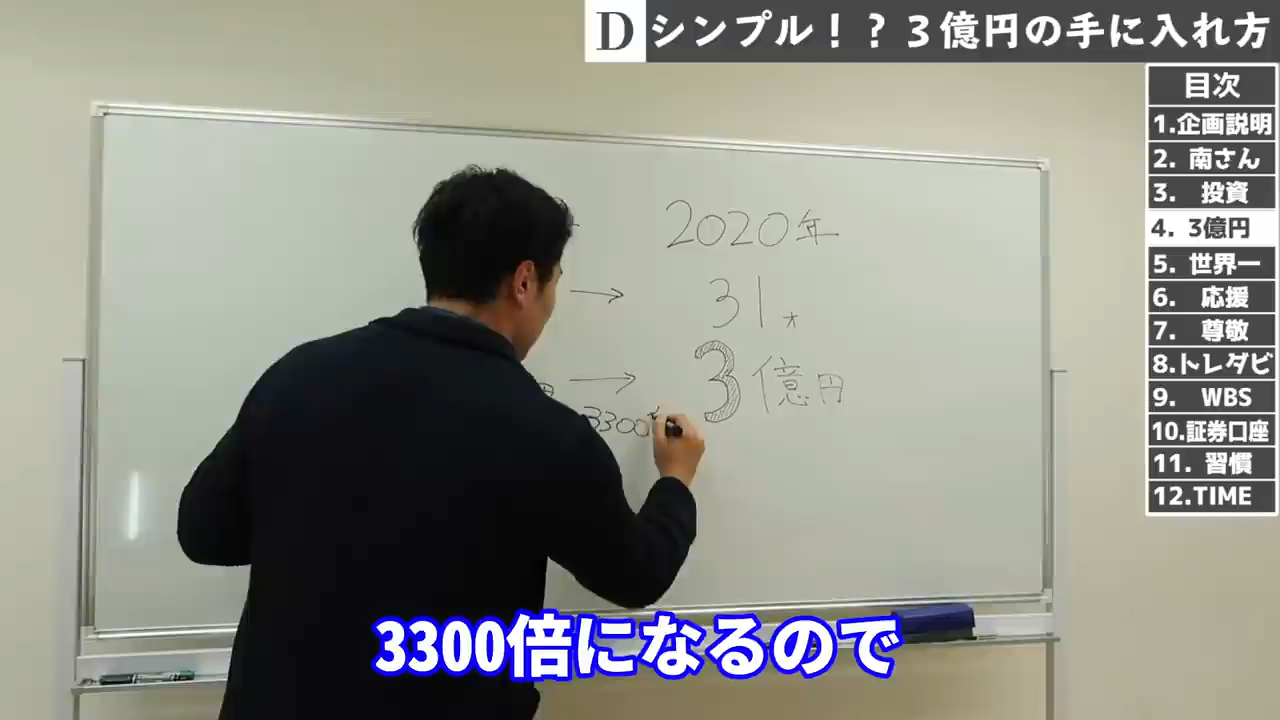 D シンプル！？３億円の手に入れ方
目次
1.企画説明
2. 南さん
3. 投資
4. 3億円
5. 世界一
6. 応援
7. 尊敬
8.トレダビ
9. WBS
10.証券口座
11. 習慣
12.TIME
2020年
→ 31才
→ 3億円
3300
3300倍になるので